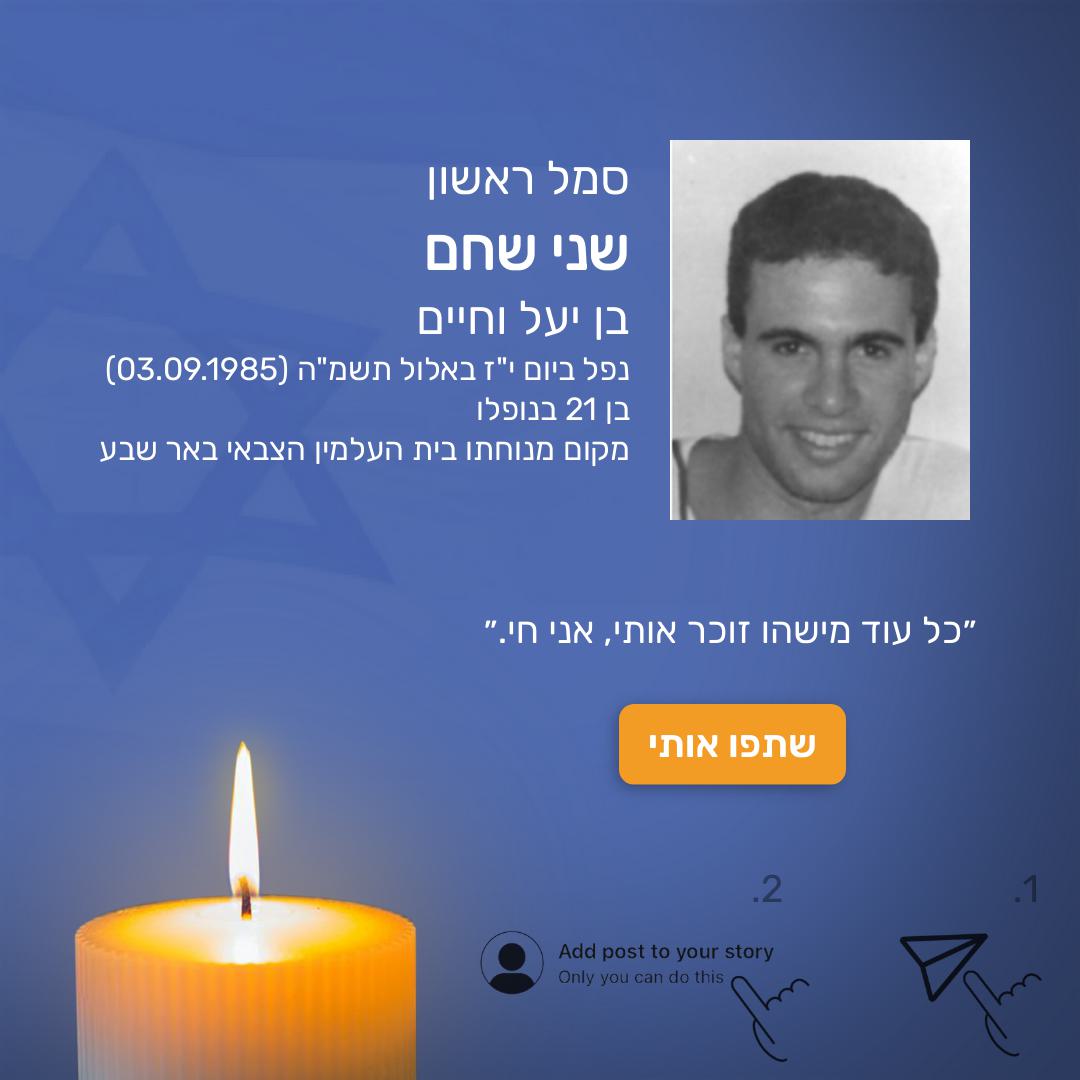 סמל ראשון
שני שחם
בן יעל וחיים
נפל ביום י"ז באלול תשמ"ה (03.09.1985)
בן 21 בנופלו
מקום מנוחתו בית העלמין הצבאי באר שבע
״כל עוד מישהו זוכר אותי, אני חי.״
שתפו אותי
1.
2.
Add post to your story
Only you can do this